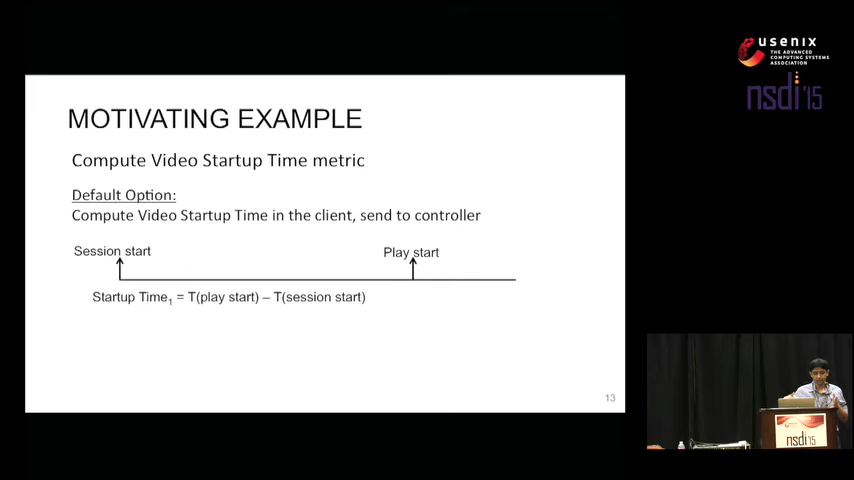 MOTIVATING EXAMPLE
Compute Video Startup Time metric
Default Option:
Compute Video Startup Time in the client, send to controller
Session start
Play start
Startup Time1 = T(play start) – T(session start)
13
usenix
THE ADVANCED
COMPUTING SYSTEMS
ASSOCIATION
nsdi '15
nsdi'15